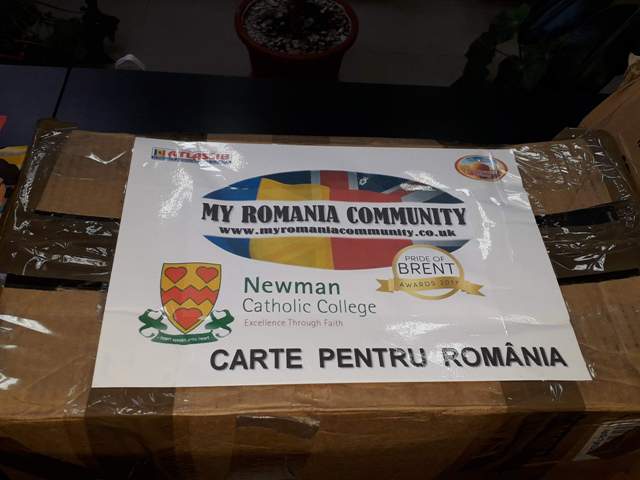 ATLASSIB
MY ROMANIA COMMUNITY
www.myromaniacommunity.co.uk
PRIDE OF
BRENT
AWARDS
Newman
Catholic College
Excellence Through Faith
CARTE PENTRU ROMÂNIA